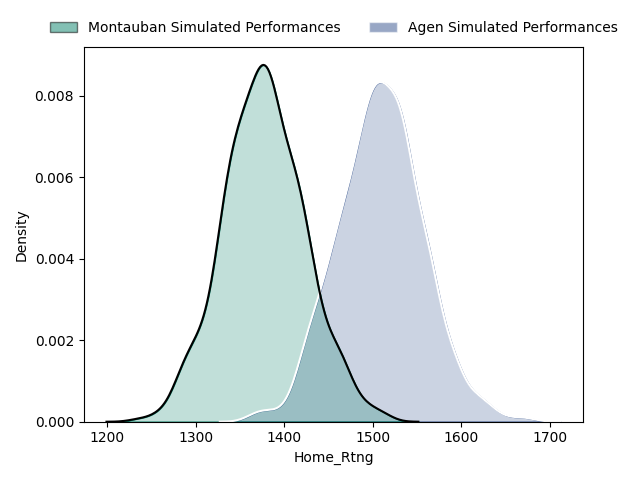 Montauban Simulated Performances
Agen Simulated Performances
0.008
0.006
0.004
0.002
0.000
Density
1200 1300 1400 1500 1600 1700
Home_Rtng